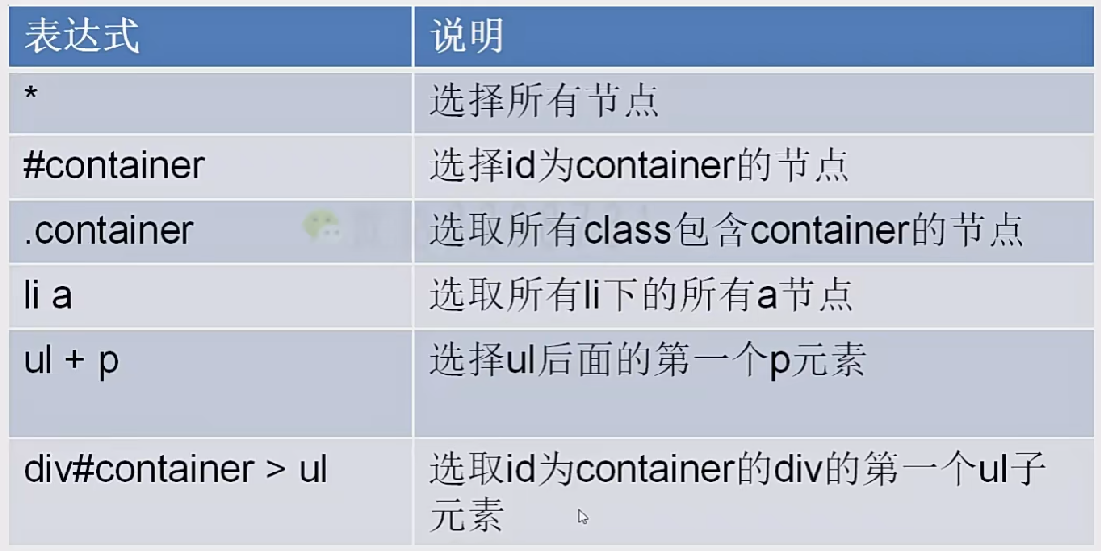 表达式 说明
* 选择所有节点
#container 选择id为container的节点
.container 选取所有class包含container的节点
li a 选取所有li下的所有a节点
ul + p 选择ul后面的第一个p元素
div#container > ul 选取id为container的div的第一个ul子
元素